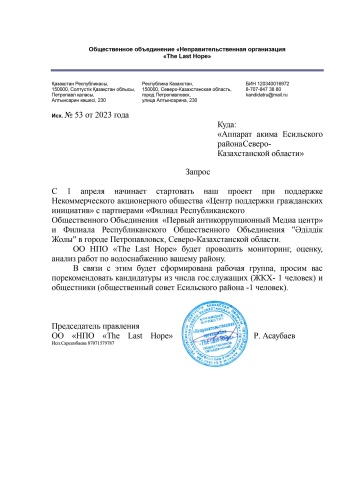 Общественное объединение «Неправительственная организация
«The Last Hope»
Қазақстан Республикасы,
150000, Солтүстік Қазақстан облысы,
Петропавл қаласы,
Алтынсарин көшесі, 230
Республика Казахстан,
150000, Северо-Казахстанская область,
город Петропавловск,
улица Алтынсарина, 230
БИН 120340016972
8-707-847 38 80
kandidatru@mail.ru
Исх. № 53 от 2023 года
Куда:
«Аппарат акима Есильского
районаСеверо-
Казахстанской области»
Запрос
С 1 апреля начинает стартовать наш проект при поддержке
Некоммерческого акционерного общества «Центр поддержки гражданских
инициатив» с партнерами «Филиал Республиканского
Общественного Объединения «Первый антикоррупционный Медиа центр»
и Филиала Республиканского Общественного Объединения "Әділдік
Жолы" в городе Петропавловск, Северо-Казахстанской области.
ОО НПО «The Last Hope» будет проводить мониторинг, оценку,
анализ работ по водоснабжению вашему району.
В связи с этим будет сформирована рабочая группа, просим вас
порекомендовать кандидатуры из числа гос.служащих (ЖКХ- 1 человек) и
общестники (общественный совет Есильского района -1 человек).
Председатель правления
ОО «НПО «The Last Hope»
Р. Асаубаев